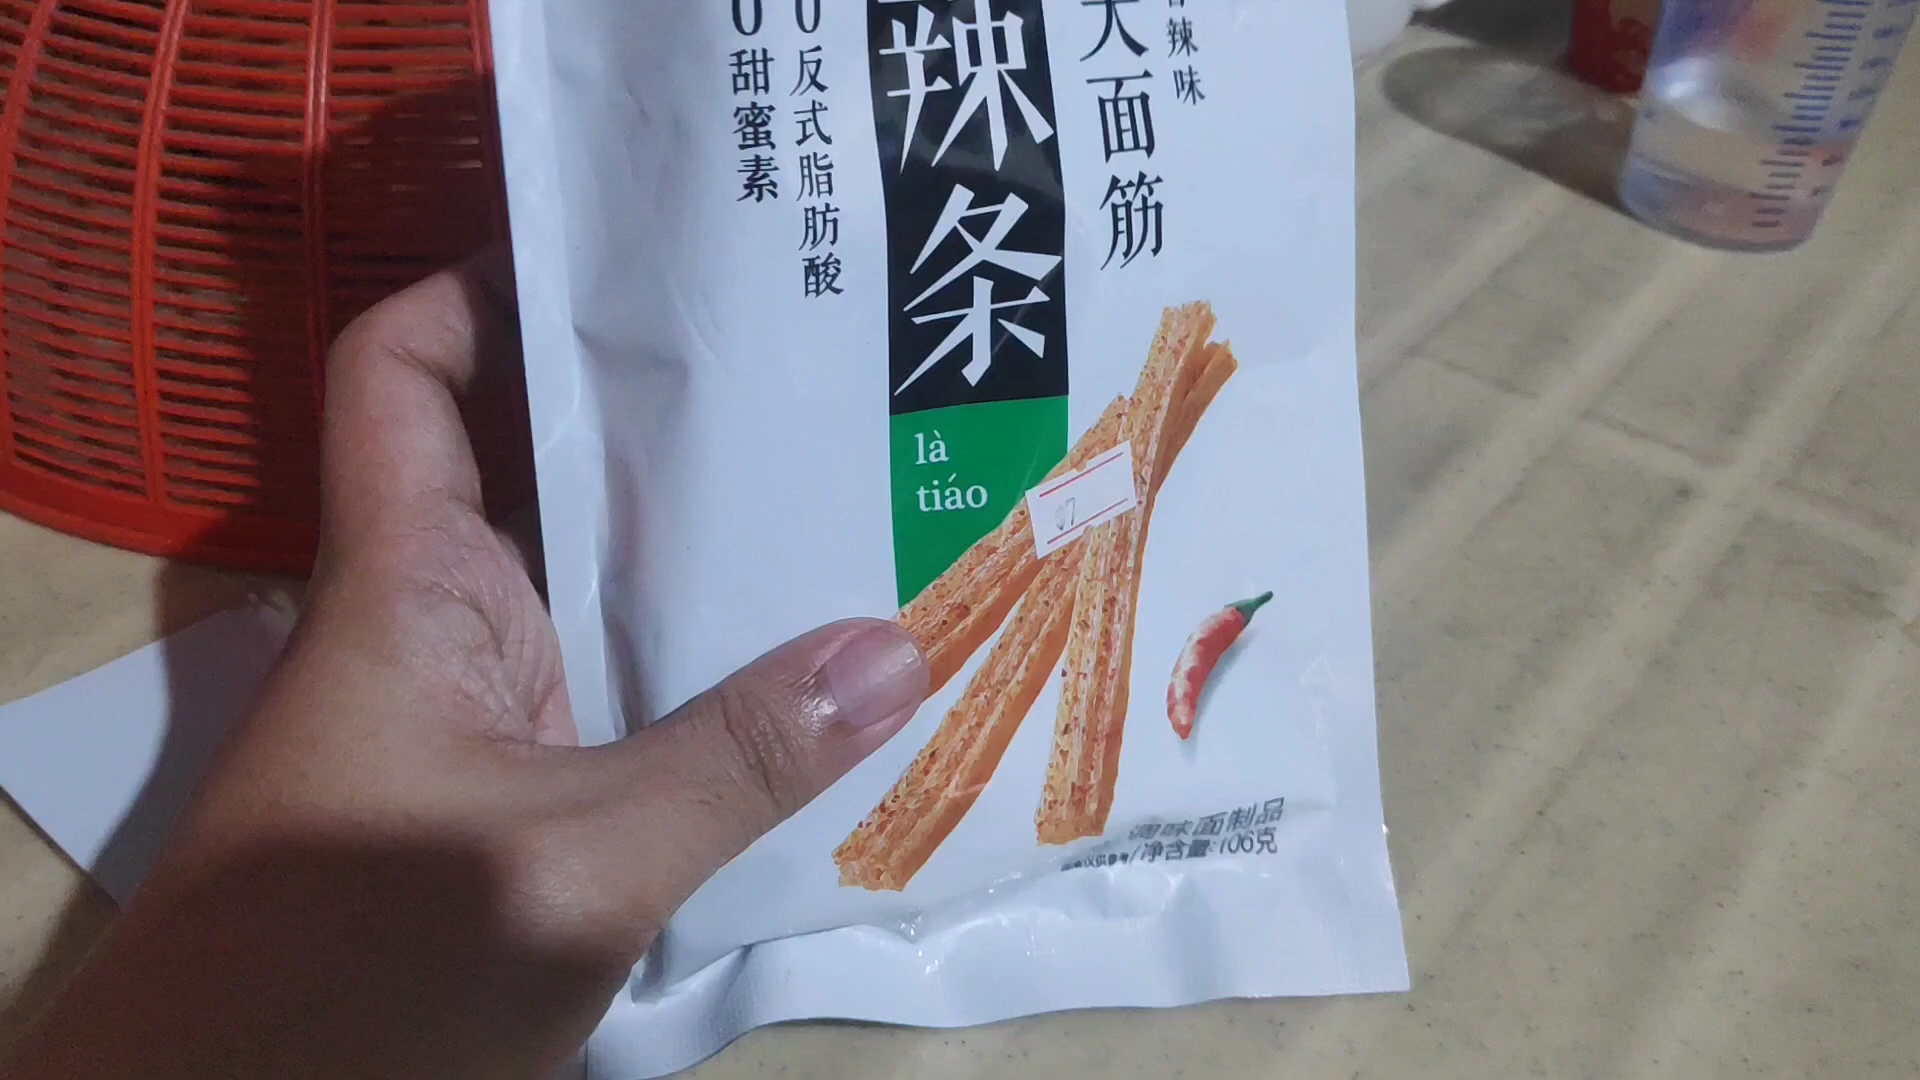 辣味
大面筋
辣条
là
tiáo
0反式脂肪酸
0甜蜜素
调味面制品
净含量:106克